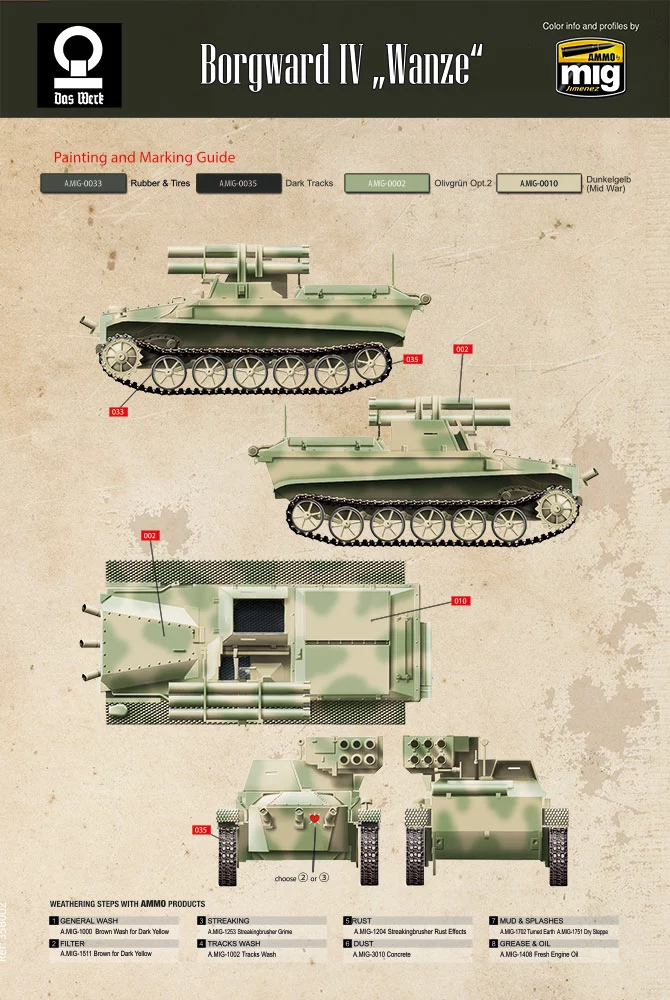 Das Werk
Borgward IV „Wanze“
Color info and profiles by
AMMO by
mig
Jimenez
Painting and Marking Guide
A.MIG-0033 Rubber & Tires A.MIG-0035 Dark Tracks A.MIG-0002 Olivgrün Opt.2 A.MIG-0010 Dunkelgelb
(Mid War)
002
035
033
002
010
035
choose 2 or 3
WEATHERING STEPS WITH AMMO PRODUCTS
1 GENERAL WASH
A.MIG-1000 Brown Wash for Dark Yellow
2 FILTER
A.MIG-1511 Brown for Dark Yellow
3 STREAKING
A.MIG-1253 Streakingbrusher Grime
4 TRACKS WASH
A.MIG-1002 Tracks Wash
5 RUST
A.MIG-1204 Streakingbrusher Rust Effects
6 DUST
A.MIG-3010 Concrete
7 MUD & SPLASHES
A.MIG-1702 Turned Earth A.MIG-1751 Dry Steppe
8 GREASE & OIL
A.MIG-1408 Fresh Engine Oil